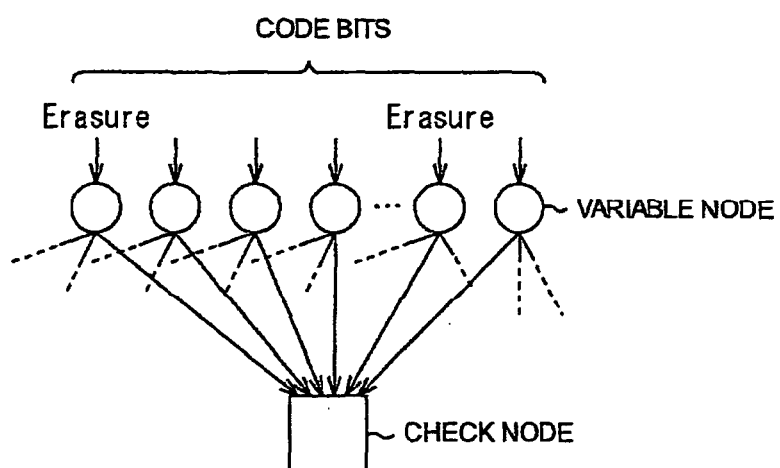 CODE BITS
Erasure Erasure
...
VARIABLE NODE
CHECK NODE